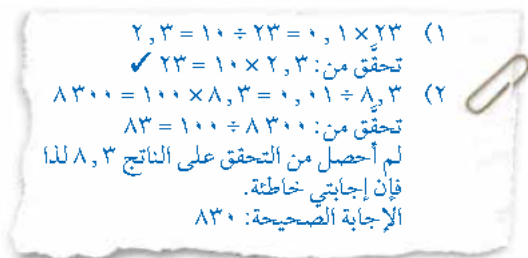 ١) ٢٣ × ٠,١ = ٢٣ ÷ ١٠ = ٢,٣
تحقَّق من: ٢,٣ × ١٠ = ٢٣ ✓
٢) ٨,٣ ÷ ٠,٠١ = ٨,٣ × ١٠٠ = ٨٣٠٠
تحقَّق من: ٨٣٠٠ ÷ ١٠٠ = ٨٣
لم أحصل من التحقق على الناتج ٨,٣ لذا
فإن إجابتي خاطئة.
الإجابة الصحيحة: ٨٣٠